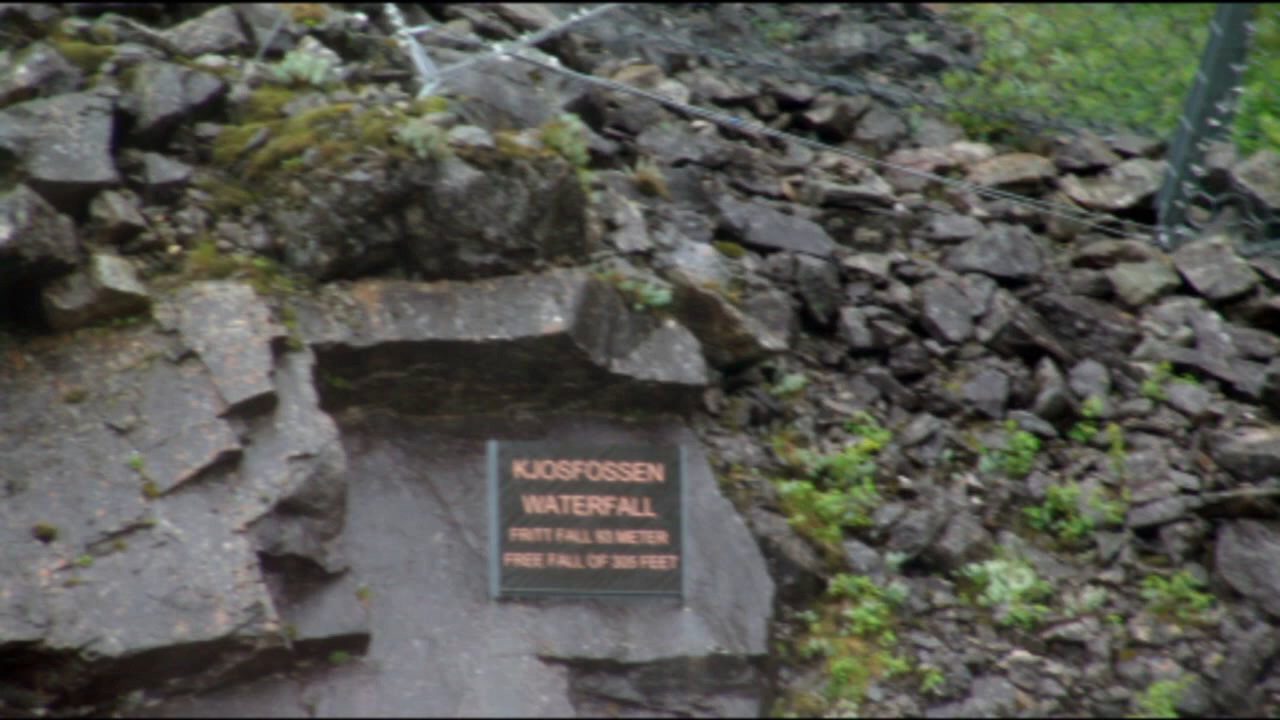 KJOSFOSSEN
WATERFALL
FRITT FALL 93 METER
FREE FALL OF 305 FEET